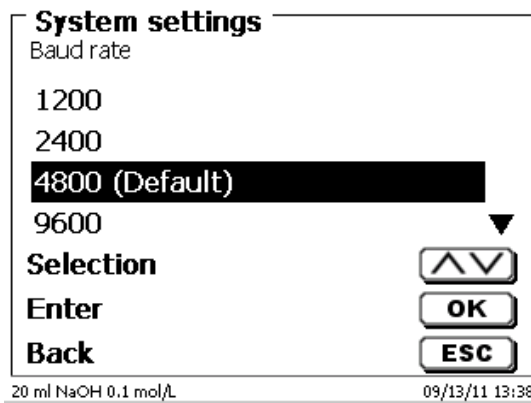 System settings
Baud rate
1200
2400
4800 (Default)
9600
Selection
Enter OK
Back ESC
20 ml NaOH 0.1 mol/L 09/13/11 13:38